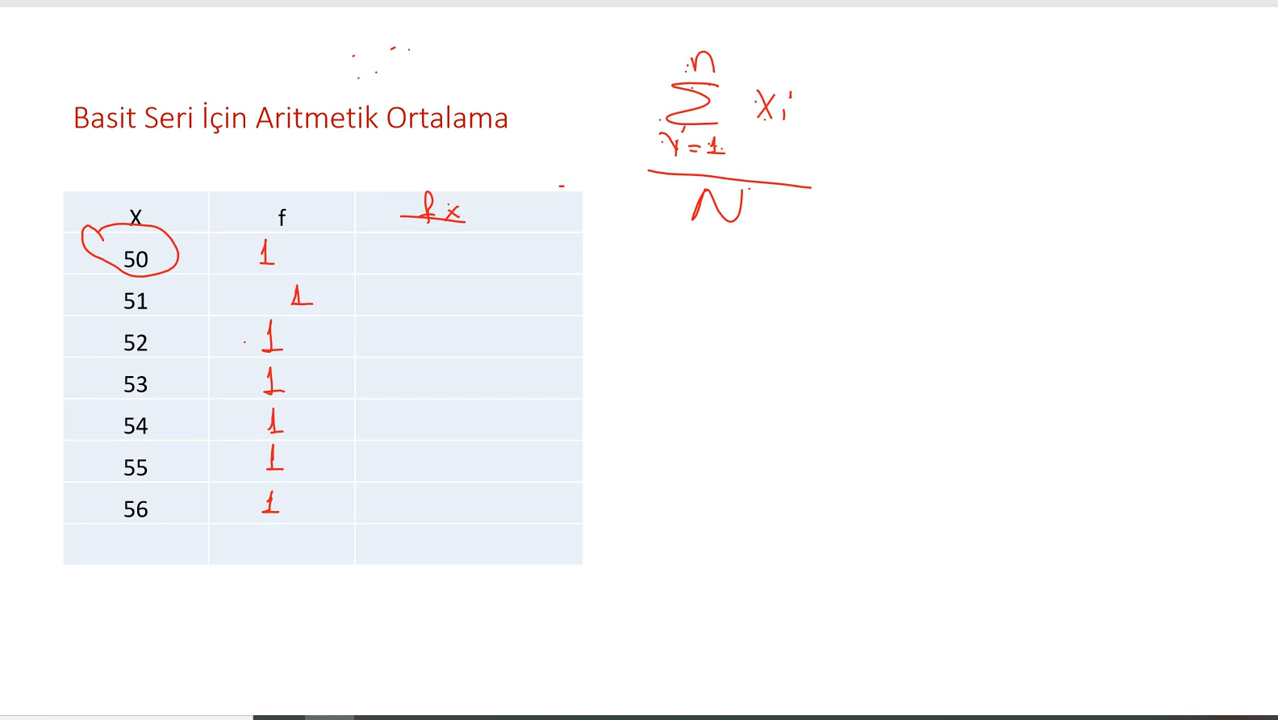 Basit Seri İçin Aritmetik Ortalama
n
∑ xi
i=1
N
X f fx
50 1
51 1
52 1
53 1
54 1
55 1
56 1